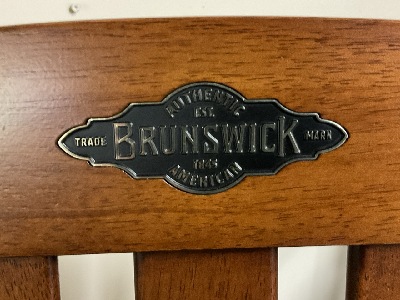 AUTHENTIC
EST.
TRADE BRUNSWICK MARK
1845
AMERICAN